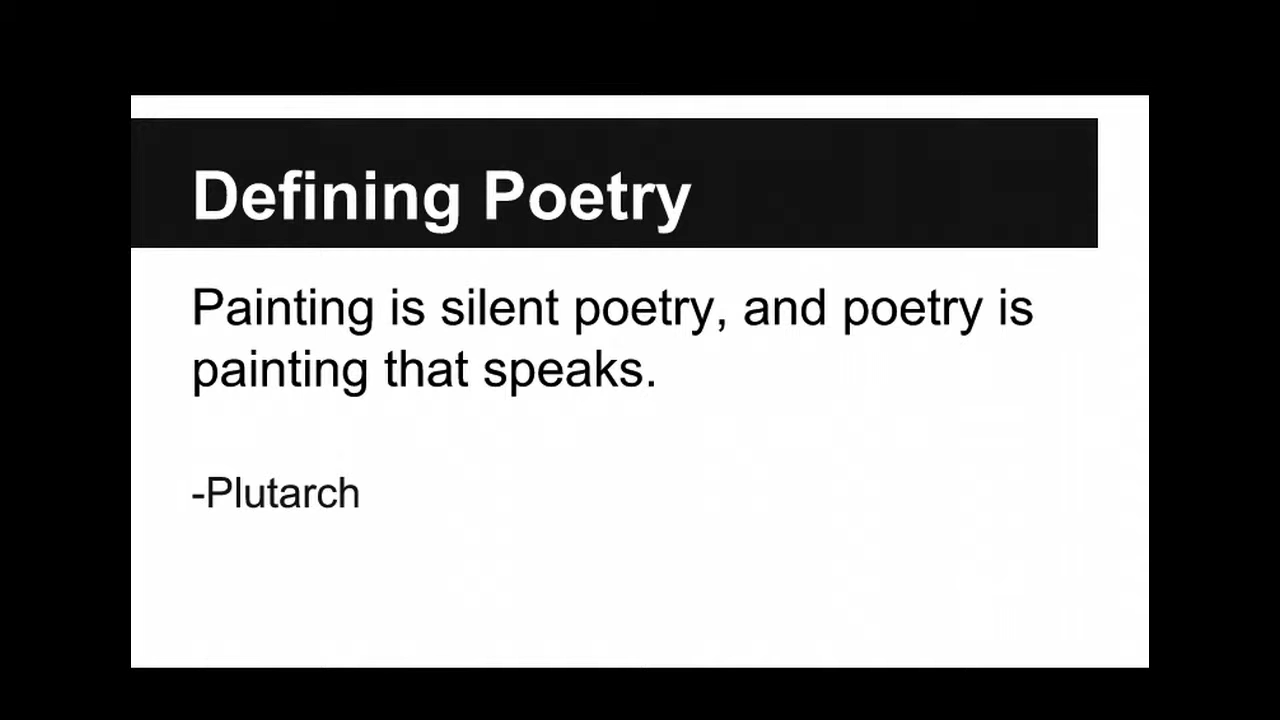 Defining Poetry
Painting is silent poetry, and poetry is
painting that speaks.
-Plutarch